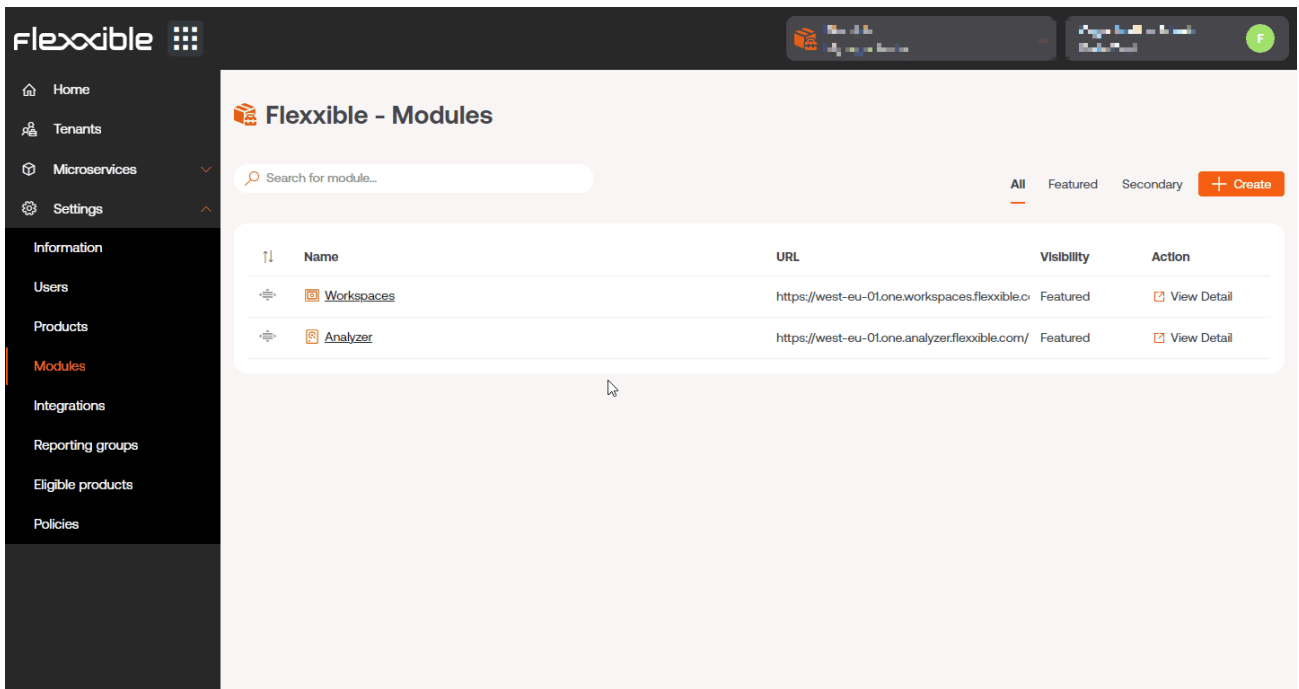 Flexxible
F
Home
Tenants
Microservices
Settings
Information
Users
Products
Modules
Integrations
Reporting groups
Eligible products
Policies
Flexxible - Modules
Search for module...
All Featured Secondary + Create
Name URL Visibility Action
Workspaces https://west-eu-01.one.workspaces.flexxible.c Featured View Detail
Analyzer https://west-eu-01.one.analyzer.flexxible.com/ Featured View Detail